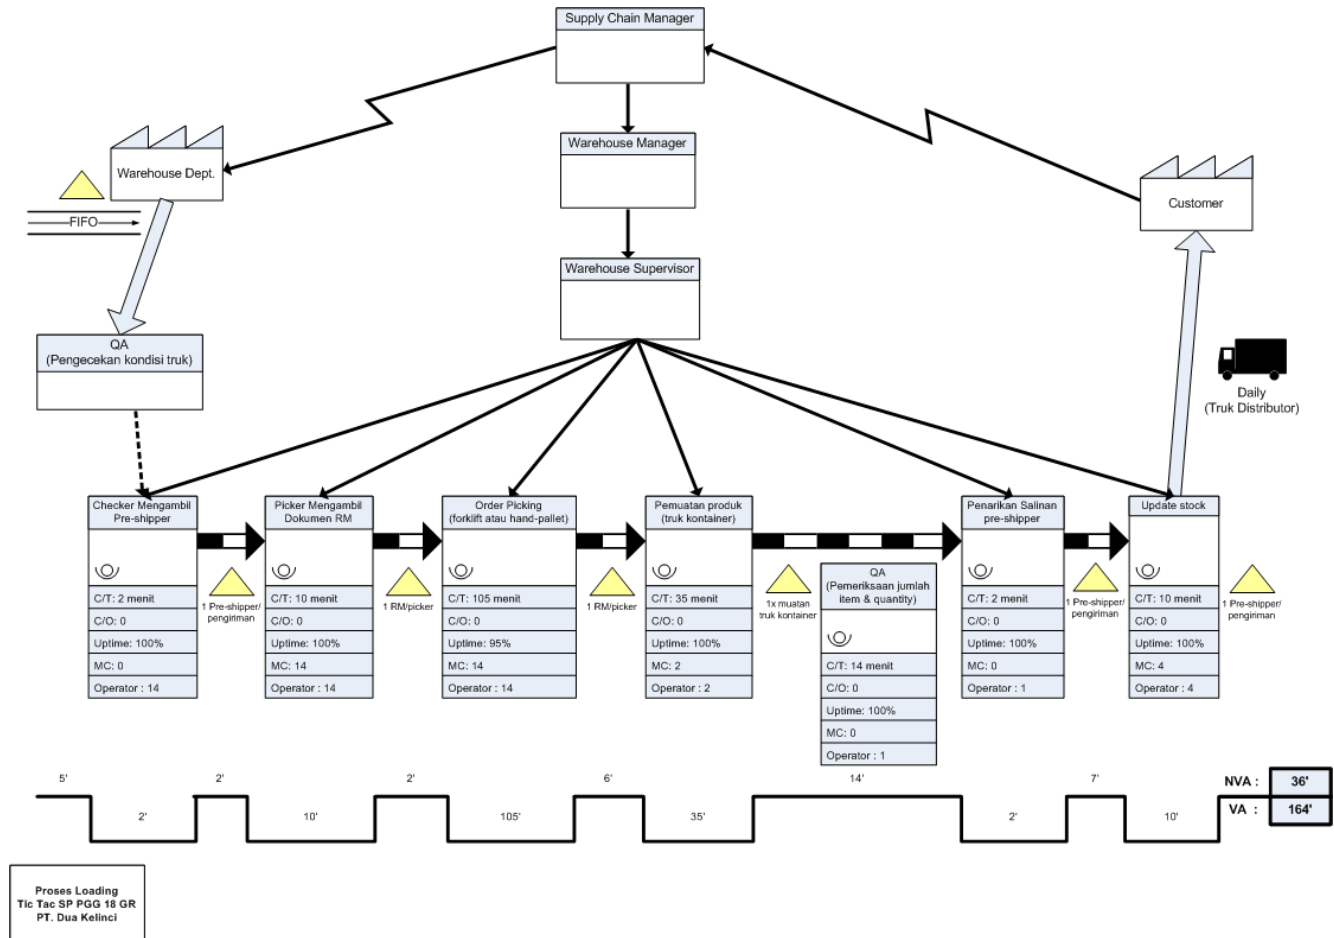 Supply Chain Manager
Warehouse Manager
Warehouse Dept.
FIFO
Customer
Warehouse Supervisor
QA
(Pengecekan kondisi truk)
Daily
(Truk Distributor)
Checker Mengambil
Pre-shipper
C/T: 2 menit
C/O: 0
Uptime: 100%
MC: 0
Operator : 14
1 Pre-shipper/
pengiriman
Picker Mengambil
Dokumen RM
C/T: 10 menit
C/O: 0
Uptime: 100%
MC: 14
Operator : 14
1 RM/picker
Order Picking
(forklift atau hand-pallet)
C/T: 105 menit
C/O: 0
Uptime: 95%
MC: 14
Operator : 14
1 RM/picker
Pemuatan produk
(truk kontainer)
C/T: 35 menit
C/O: 0
Uptime: 100%
MC: 2
Operator : 2
1x muatan
truk kontainer
QA
(Pemeriksaan jumlah
item & quantity)
C/T: 14 menit
C/O: 0
Uptime: 100%
MC: 0
Operator : 1
Penarikan Salinan
pre-shipper
C/T: 2 menit
C/O: 0
Uptime: 100%
MC: 0
Operator : 1
1 Pre-shipper/
pengiriman
Update stock
C/T: 10 menit
C/O: 0
Uptime: 100%
MC: 4
Operator : 4
1 Pre-shipper/
pengiriman
5' 2' 2' 6' 14' 7'
NVA : 36'
2' 10' 105' 35' 2' 10'
VA : 164'
Proses Loading
Tic Tac SP PGG 18 GR
PT. Dua Kelinci